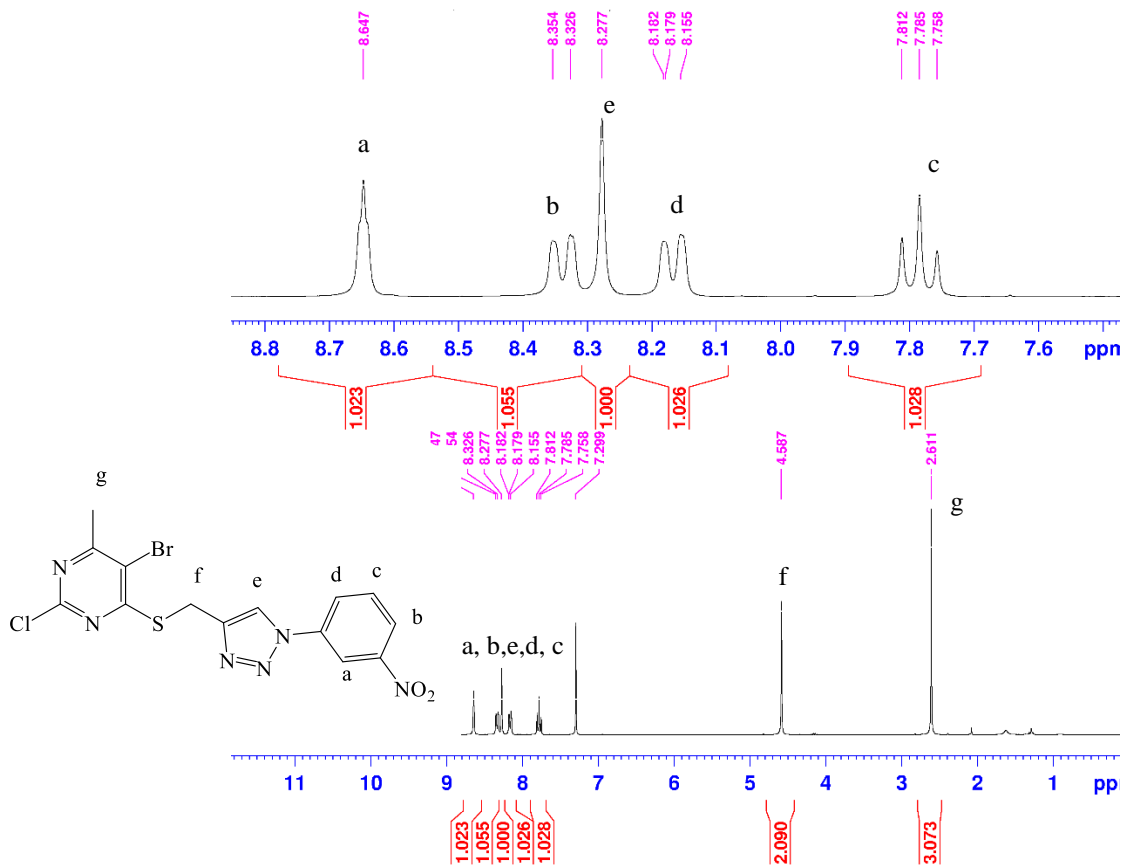 8.647
8.354
8.326
8.277
8.182
8.179
8.155
7.812
7.785
7.758
a
b
e
d
c
8.8 8.7 8.6 8.5 8.4 8.3 8.2 8.1 8.0 7.9 7.8 7.7 7.6 ppm
1.023
1.055
1.000
1.026
1.028
47
54
8.326
8.277
8.182
8.179
8.155
7.812
7.785
7.758
7.299
4.587
2.611
g
g
f
a, b,e,d, c
N
Br
Cl
N
S
f
e
N
N
N
d
c
b
a
NO2
11 10 9 8 7 6 5 4 3 2 1 pp
1.023
1.055
1.000
1.026
1.028
2.090
3.073